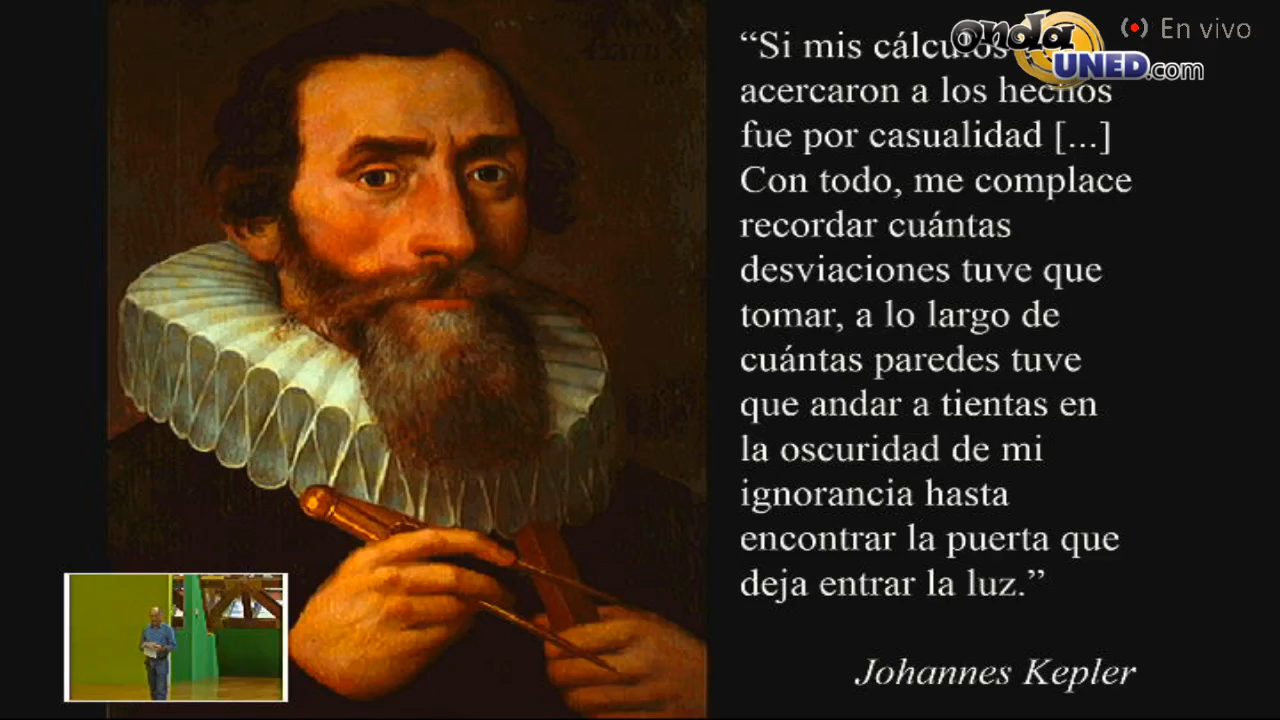 “Si mis cálculos
acercaron a los hechos
fue por casualidad [...]
Con todo, me complace
recordar cuántas
desviaciones tuve que
tomar, a lo largo de
cuántas paredes tuve
que andar a tientas en
la oscuridad de mi
ignorancia hasta
encontrar la puerta que
deja entrar la luz.”
Johannes Kepler
onda
UNED.com
En vivo